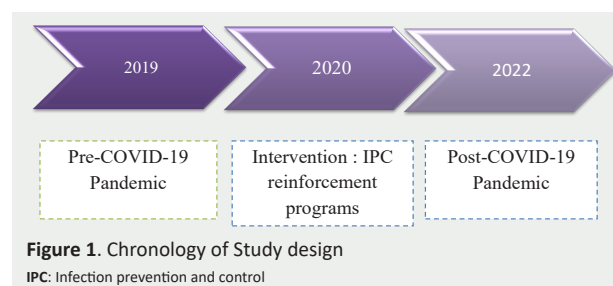 2019
2020
2022
Pre-COVID-19
Pandemic
Intervention : IPC
reinforcement
programs
Post-COVID-19
Pandemic
Figure 1. Chronology of Study design
IPC: Infection prevention and control